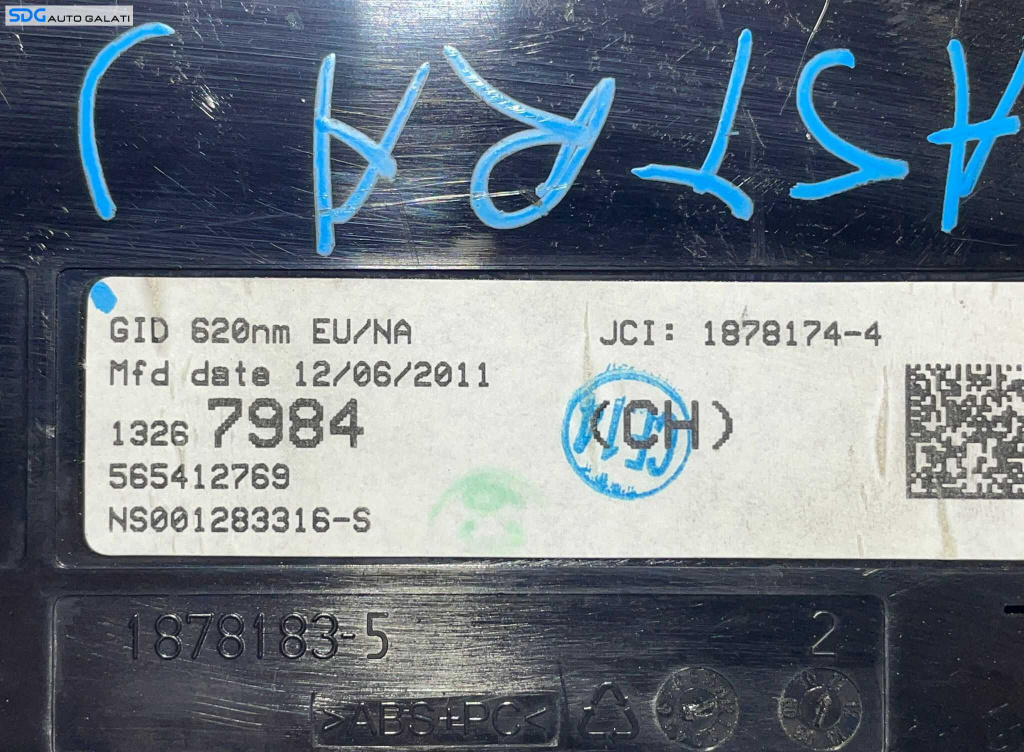 SDG AUTO GALATI
ASTRA J
GID 620nm EU/NA
JCI: 1878174-4
Mfd date 12/06/2011
1326 7984
(CH)
565412769
NS001283316-S
1878183-5
2
>ABS+PC<